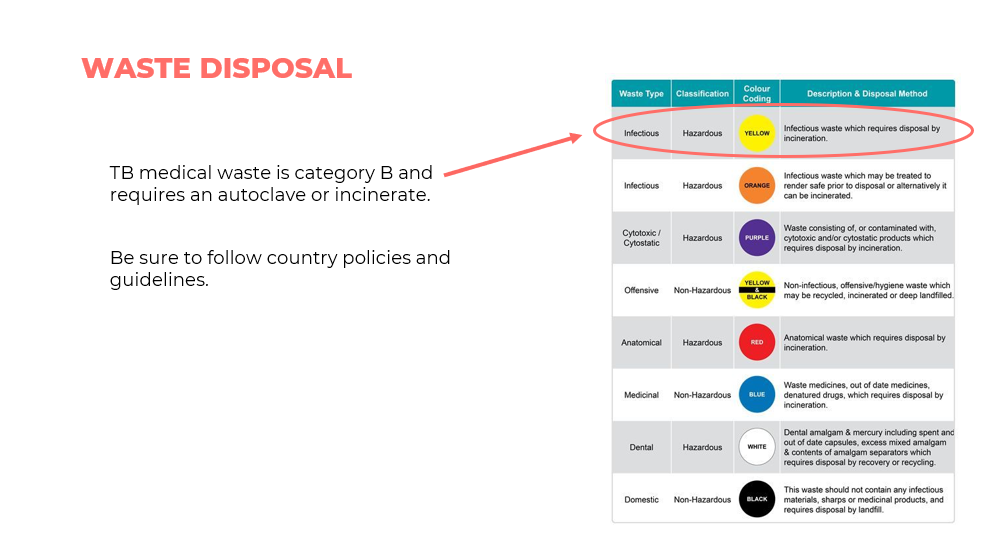 WASTE DISPOSAL
TB medical waste is category B and
requires an autoclave or incinerate.
Be sure to follow country policies and
guidelines.
Waste Type Classification Colour Coding Description & Disposal Method
Infectious Hazardous YELLOW Infectious waste which requires disposal by
incineration.
Infectious Hazardous ORANGE Infectious waste which may be treated to
render safe prior to disposal or alternatively it
can be incinerated.
Cytotoxic / Cytostatic Hazardous PURPLE Waste consisting of, or contaminated with,
cytotoxic and/or cytostatic products which
requires disposal by incineration.
Offensive Non-Hazardous YELLOW & BLACK Non-infectious, offensive/hygiene waste which
may be recycled, incinerated or deep landfilled.
Anatomical Hazardous RED Anatomical waste which requires disposal by
incineration.
Medicinal Non-Hazardous BLUE Waste medicines, out of date medicines,
denatured drugs, which requires disposal by
incineration.
Dental Hazardous WHITE Dental amalgam & mercury including spent and
out of date capsules, excess mixed amalgam
& contents of amalgam separators which
requires disposal by recovery or recycling.
Domestic Non-Hazardous BLACK This waste should not contain any infectious
materials, sharps or medicinal products, and
requires disposal by landfill.